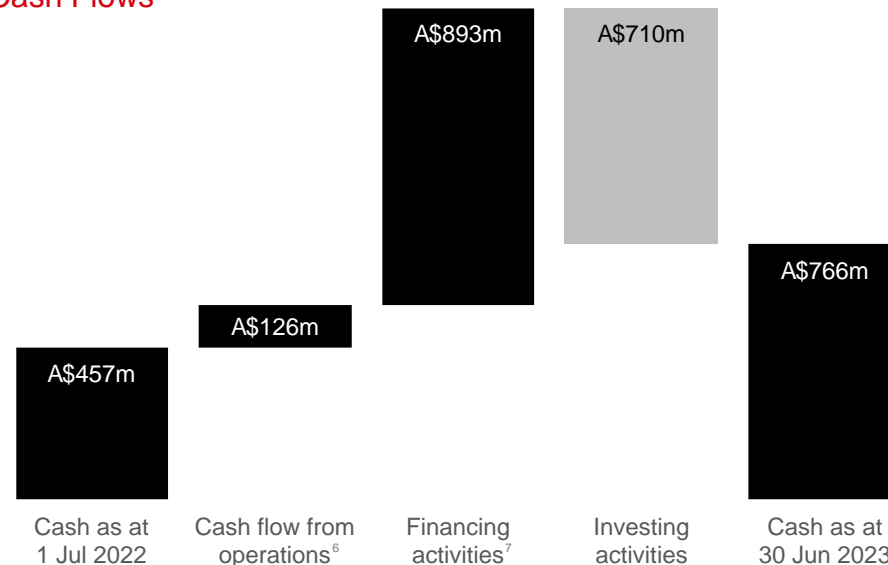 Cash Flows
A$893m
A$710m
A$766m
A$126m
A$457m
Cash as at
1 Jul 2022
Cash flow from
operations⁶
Financing
activities⁷
Investing
activities
Cash as at
30 Jun 2023